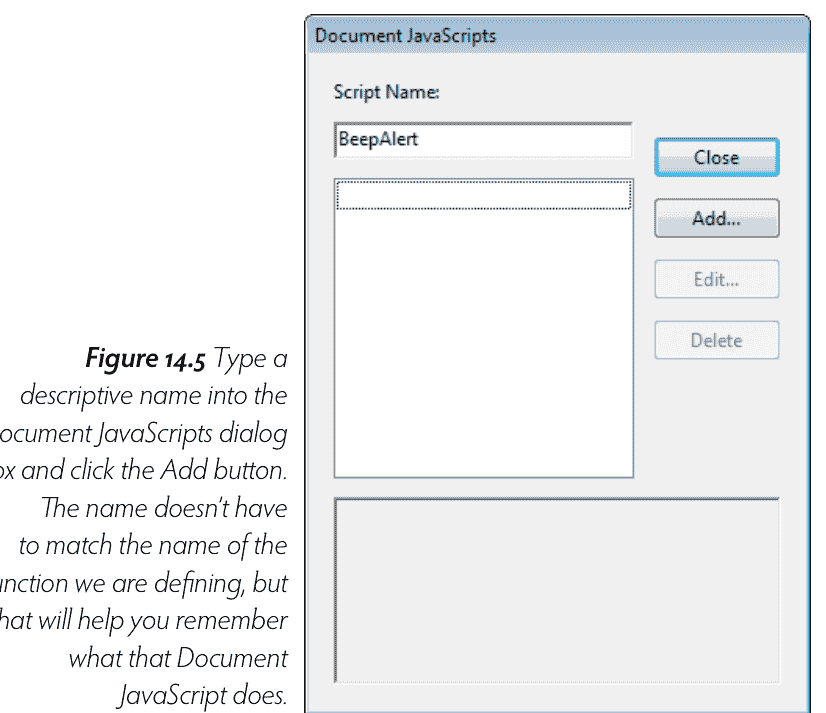 Document JavaScripts
Script Name:
BeepAlert
Close
Add...
Edit...
Delete
Figure 14.5 Type a
descriptive name into the
ocument JavaScripts dialog
ox and click the Add button.
The name doesn't have
to match the name of the
unction we are defining, but
hat will help you remember
what that Document
JavaScript does.